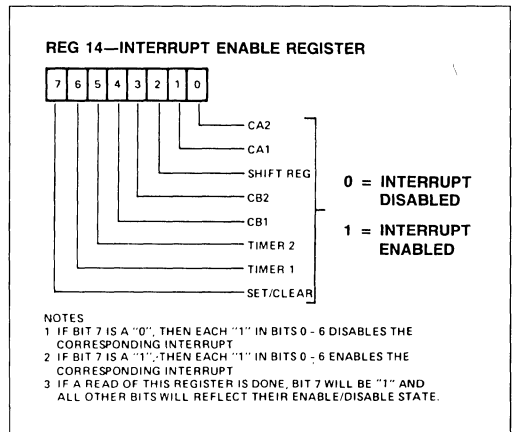 REG 14—INTERRUPT ENABLE REGISTER
7 6 5 4 3 2 1 0
CA2
CA1
SHIFT REG
CB2
CB1
TIMER 2
TIMER 1
SET/CLEAR
0 = INTERRUPT
DISABLED
1 = INTERRUPT
ENABLED
NOTES
1 IF BIT 7 IS A "0", THEN EACH "1" IN BITS 0 - 6 DISABLES THE
CORRESPONDING INTERRUPT
2 IF BIT 7 IS A "1", THEN EACH "1" IN BITS 0 - 6 ENABLES THE
CORRESPONDING INTERRUPT
3 IF A READ OF THIS REGISTER IS DONE, BIT 7 WILL BE "1" AND
ALL OTHER BITS WILL REFLECT THEIR ENABLE/DISABLE STATE.